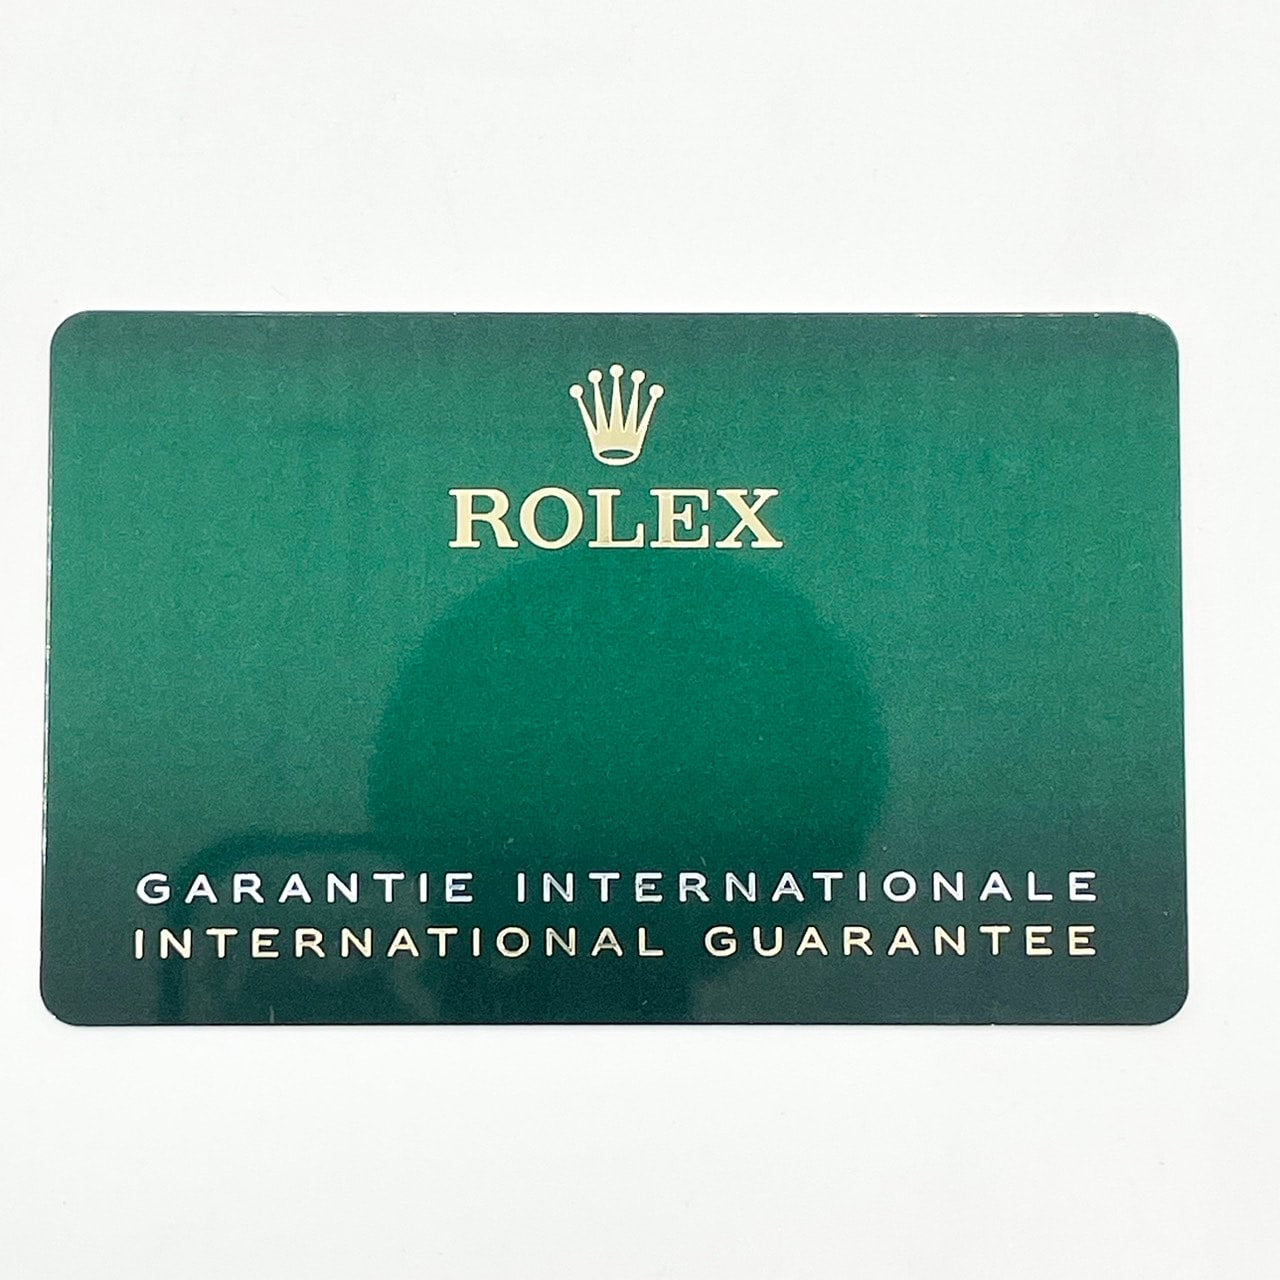 ROLEX
GARANTIE INTERNATIONALE
INTERNATIONAL GUARANTEE